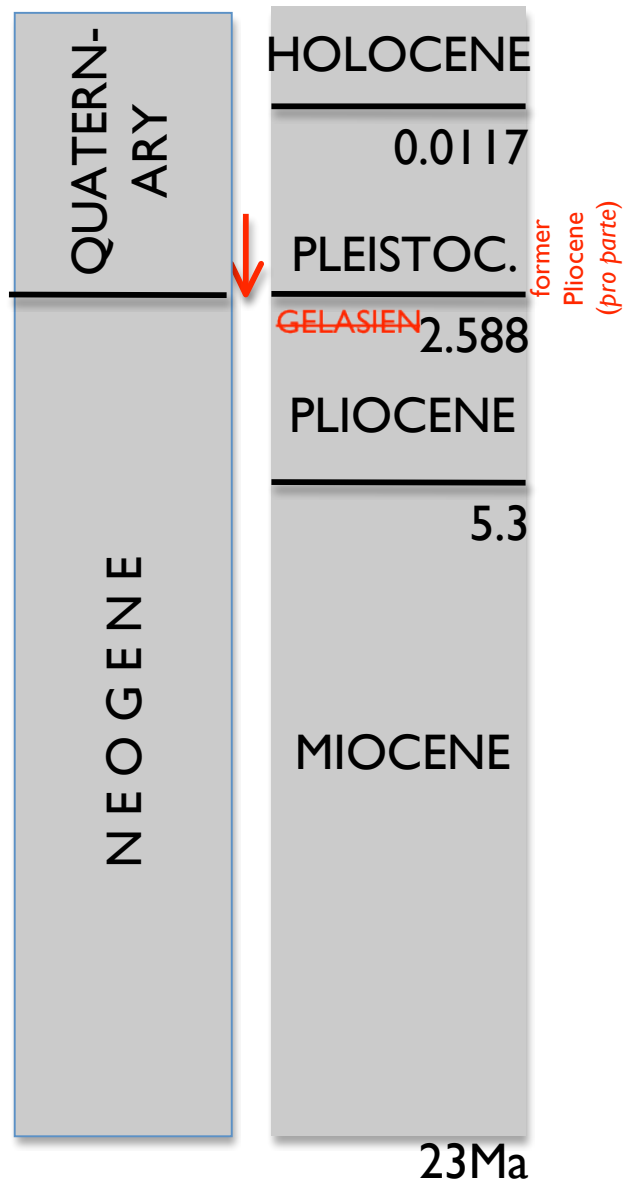 QUATERN-
ARY
NEOGENE
HOLOCENE
0.0117
PLEISTOC.
former
Pliocene
(pro parte)
GELASIEN
2.588
PLIOCENE
5.3
MIOCENE
23Ma